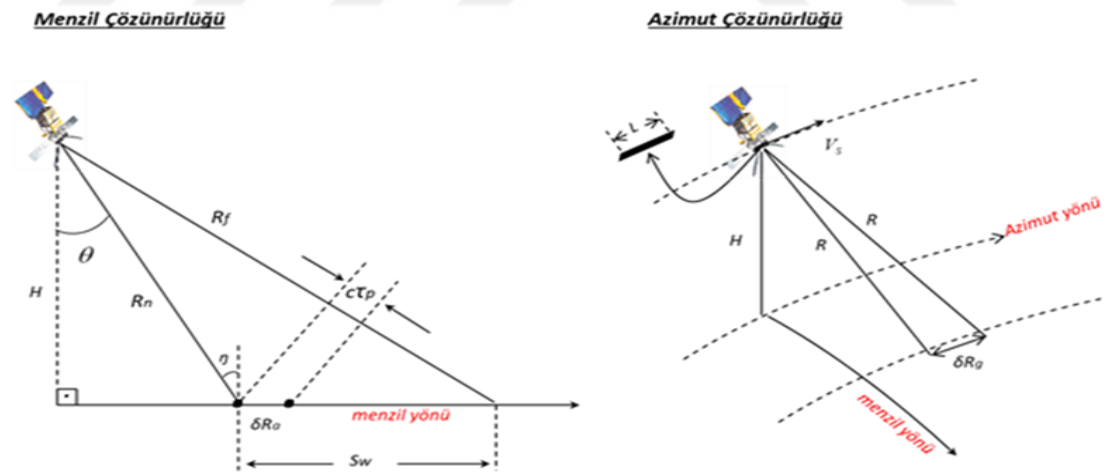 Menzil Çözünürlüğü
θ
H
Rn
Rf
cτp
η
δRa
menzil yönü
Sw
Azimut Çözünürlüğü
L
Vs
H
R
R
Azimut yönü
δRg
menzil yönü